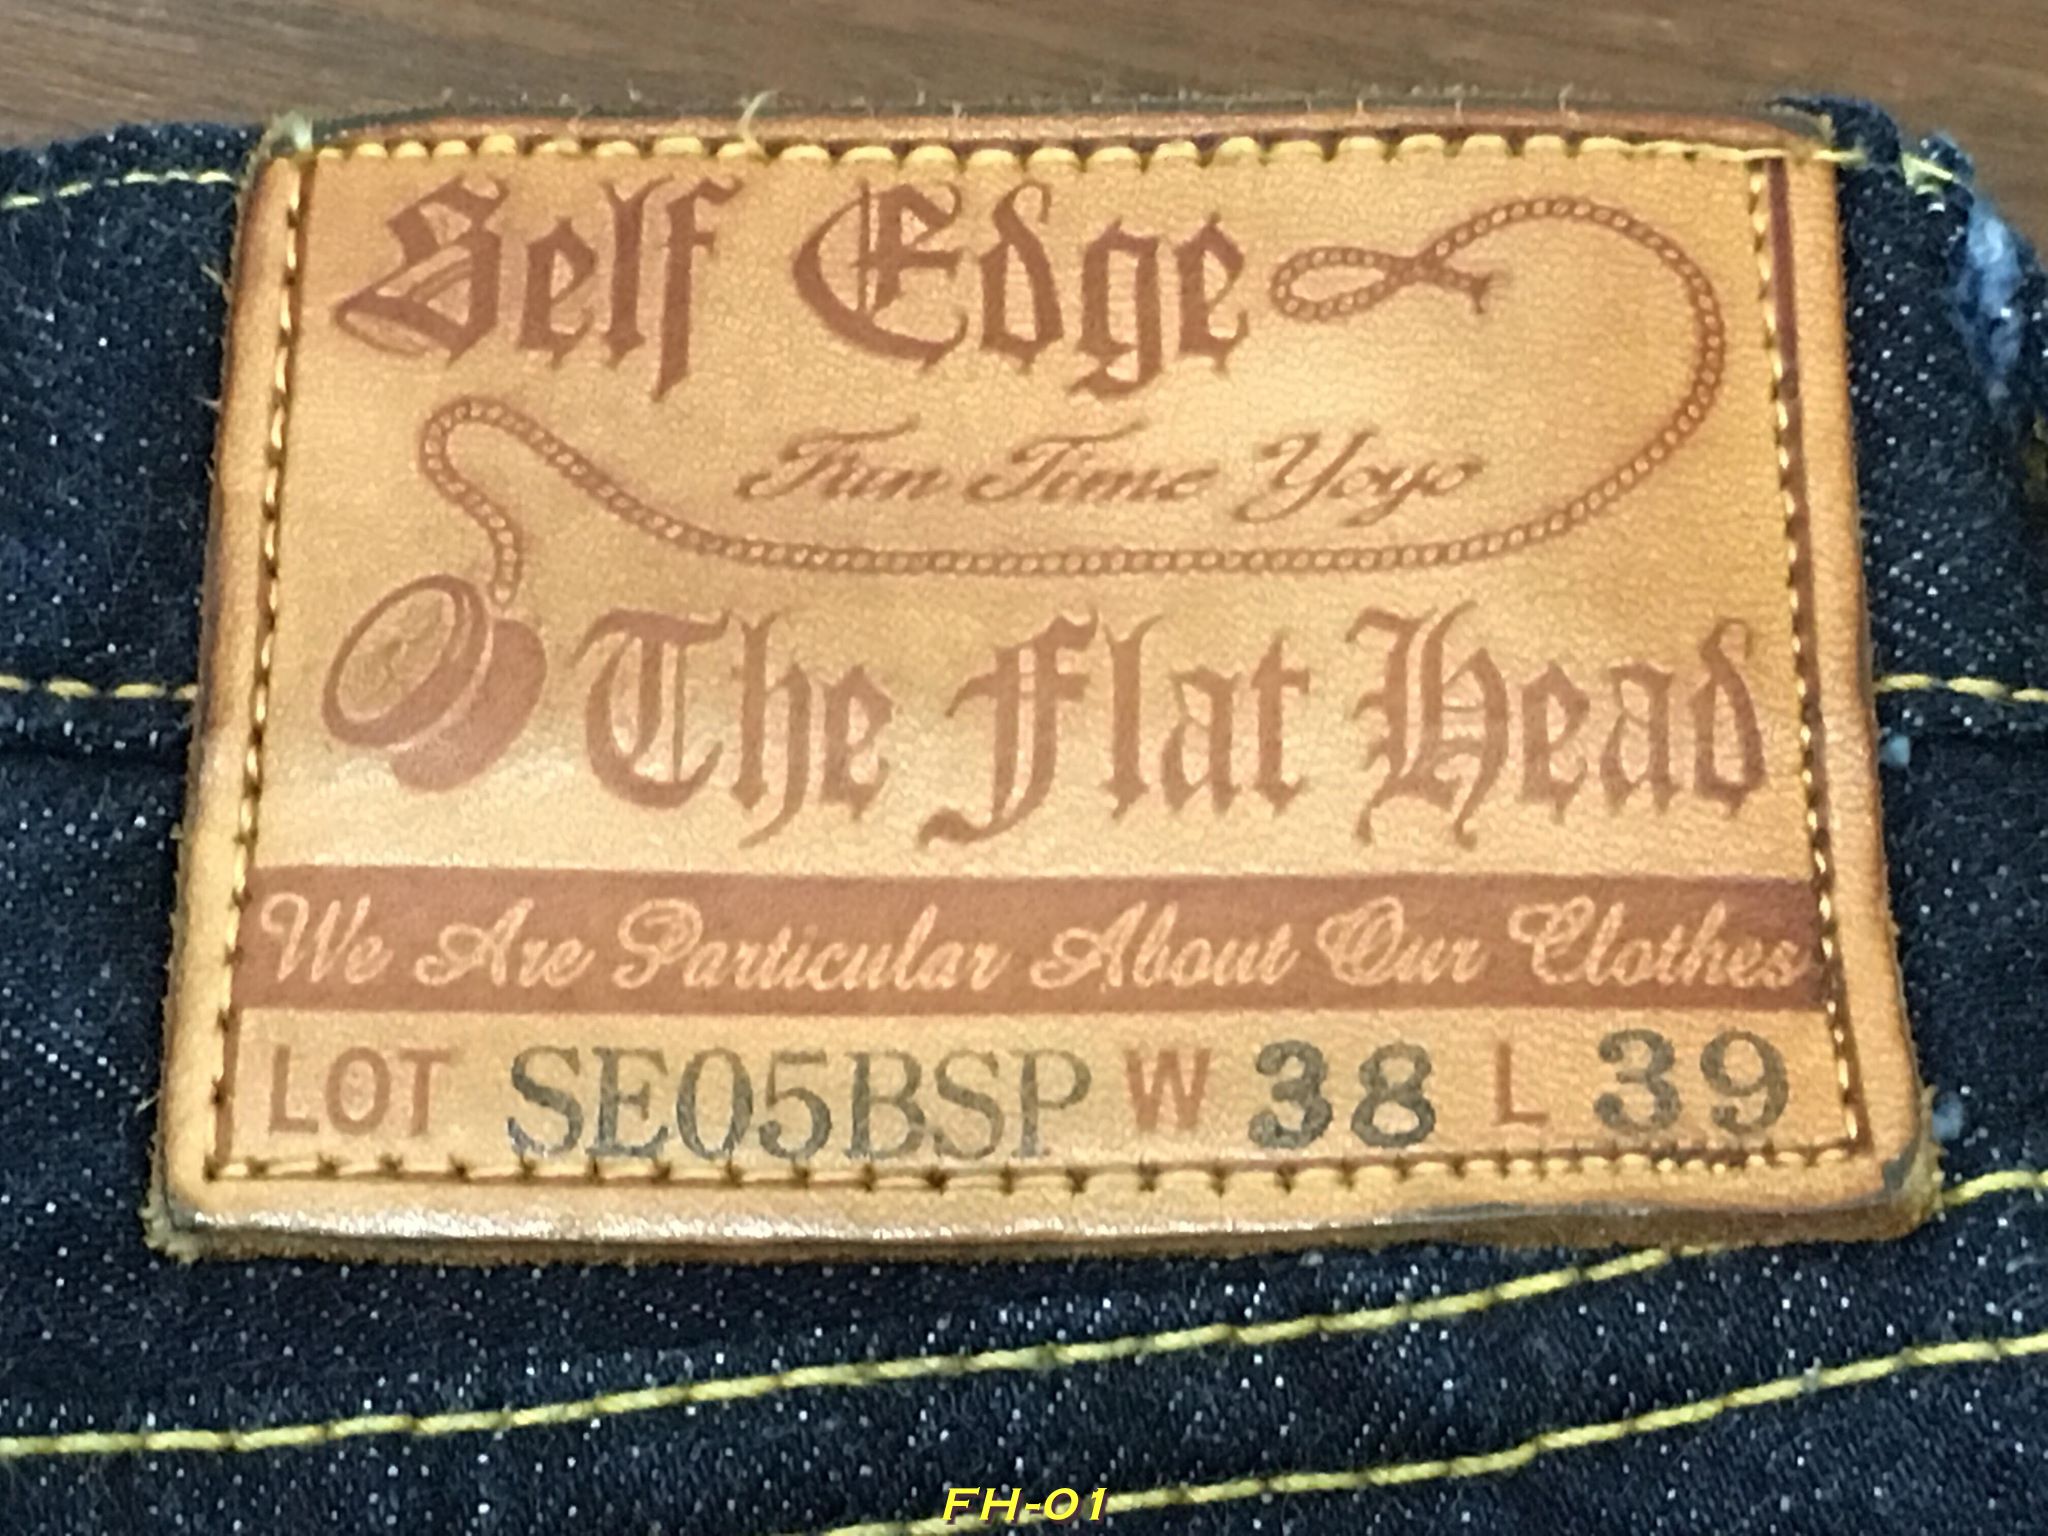 Self Edge
Fun Time Yoyo
The Flat Head
We Are Particular About Our Clothes
LOT SE05BSP W 38 L 39
FH-01